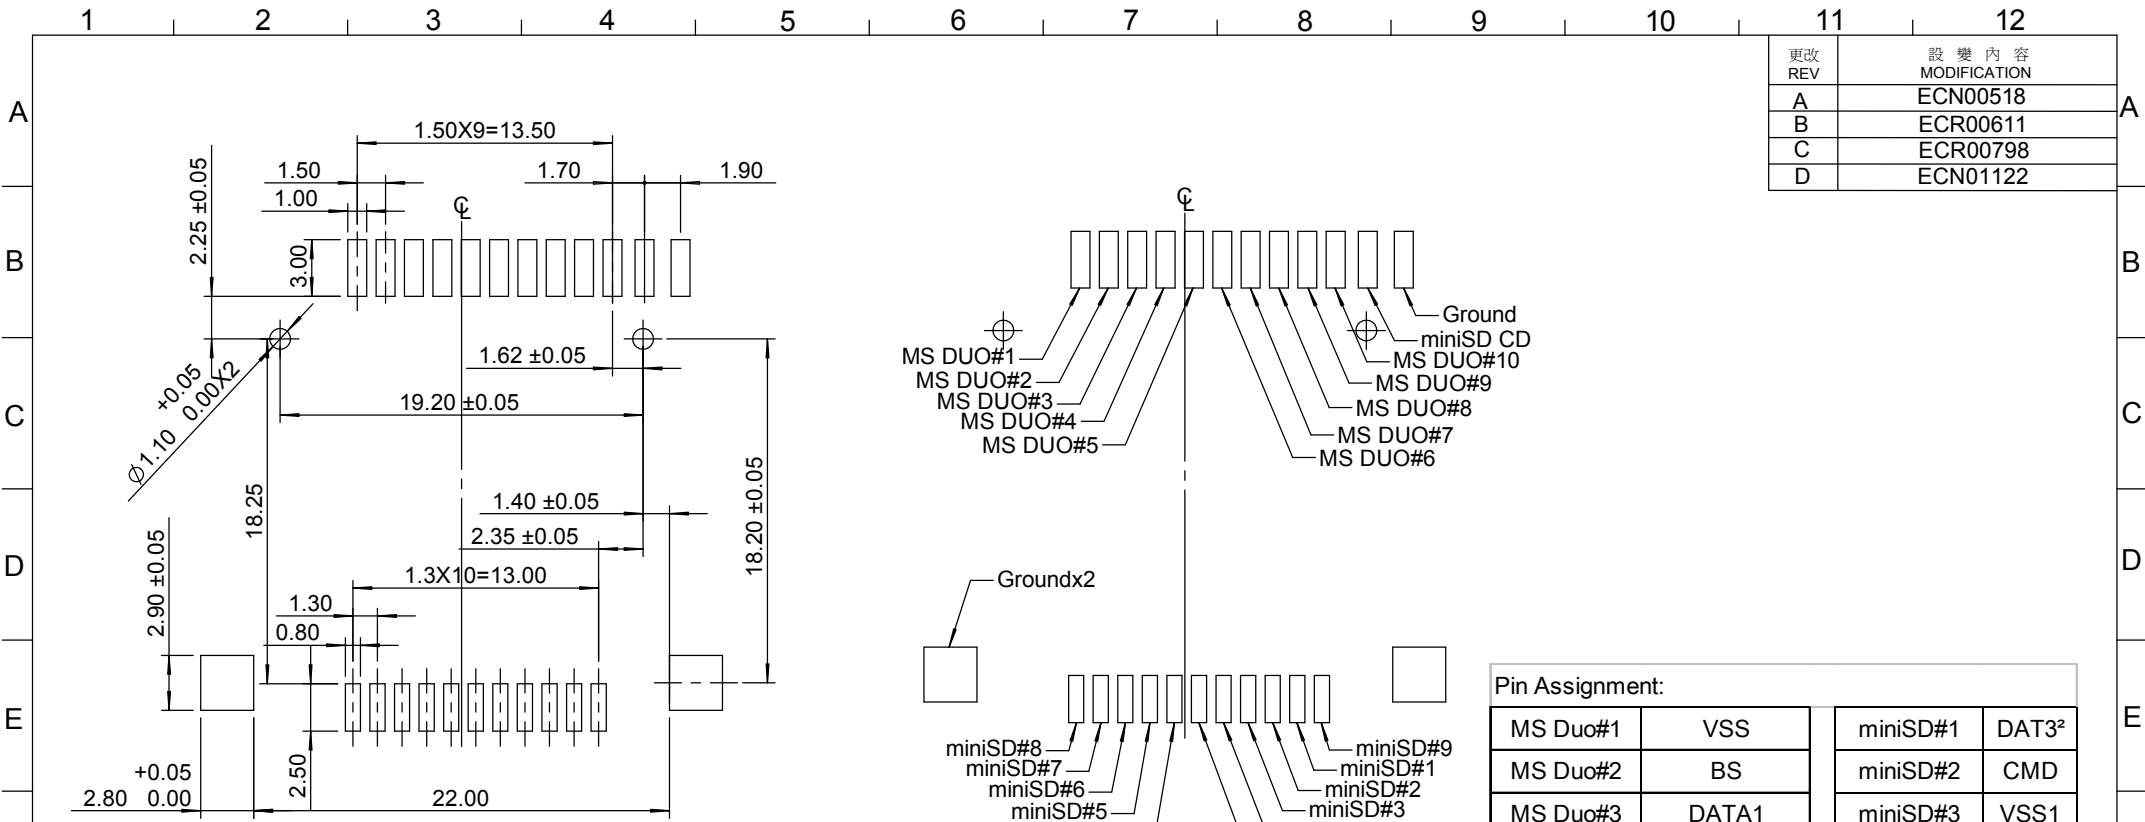 1 2 3 4 5 6 7 8 9 10 11 12
更改 設 變 內 容
REV MODIFICATION
A ECN00518
B ECR00611
C ECR00798
D ECN01122
A A
B B
C C
D D
E E
1.50X9=13.50
1.50 1.70 1.90
1.00
2.25 ±0.05
3.00
℄
1.62 ±0.05
+0.05
Ø1.10 0.00X2
19.20 ±0.05
18.25
1.40 ±0.05
2.35 ±0.05
18.20 ±0.05
2.90 ±0.05
1.3X10=13.00
1.30
0.80
2.50
+0.05
2.80 0.00
22.00
℄
Ground
miniSD CD
MS DUO#1 MS DUO#10
MS DUO#2 MS DUO#9
MS DUO#3 MS DUO#8
MS DUO#4 MS DUO#7
MS DUO#5 MS DUO#6
Groundx2
miniSD#8 miniSD#9
miniSD#7 miniSD#1
miniSD#6 miniSD#2
miniSD#5 miniSD#3
Pin Assignment:
MS Duo#1 VSS miniSD#1 DAT3²
MS Duo#2 BS miniSD#2 CMD
MS Duo#3 DATA1 miniSD#3 VSS1